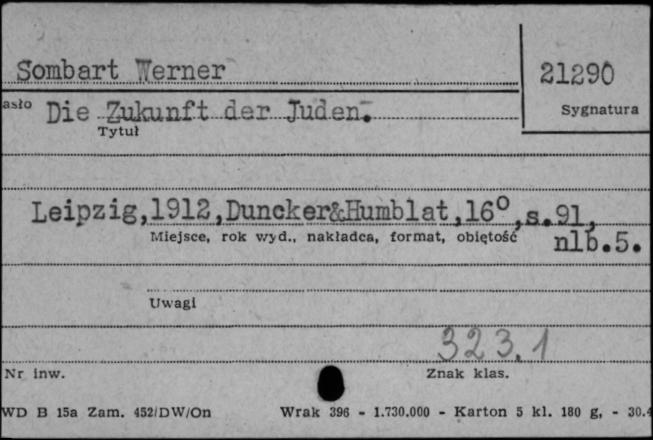 Sombart Werner
21290
asło Die Zukunft der Juden.
Sygnatura
Tytuł
Leipzig,1912,Duncker&Humblat,16⁰,s.91,
Miejsce, rok wyd., nakładca, format, objętość
nlb.5.
Uwagi
323.1
Nr inw.
Znak klas.
WD B 15a Zam. 452/DW/On Wrak 396 - 1.730.000 - Karton 5 kl. 180 g, - 30.4